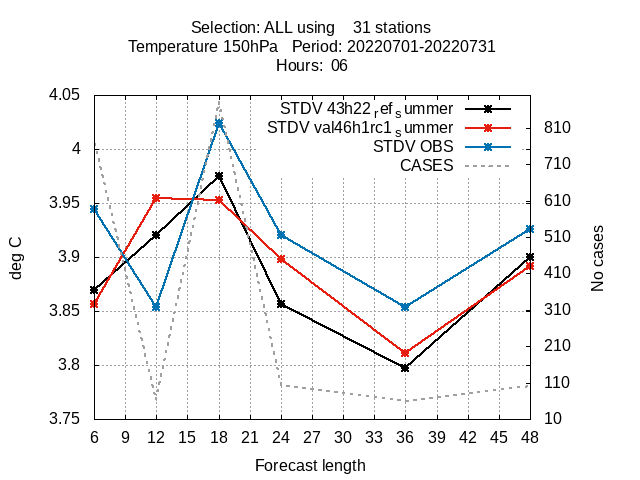 Selection: ALL using    31 stations
Temperature 150hPa   Period: 20220701-20220731
Hours:  06
STDV 43h22ref summer
STDV val46h1rc1summer
STDV OBS
CASES
4.05
4
3.95
3.9
3.85
3.8
3.75
deg C
810
710
610
510
410
310
210
110
10
No cases
6 9 12 15 18 21 24 27 30 33 36 39 42 45 48
Forecast length